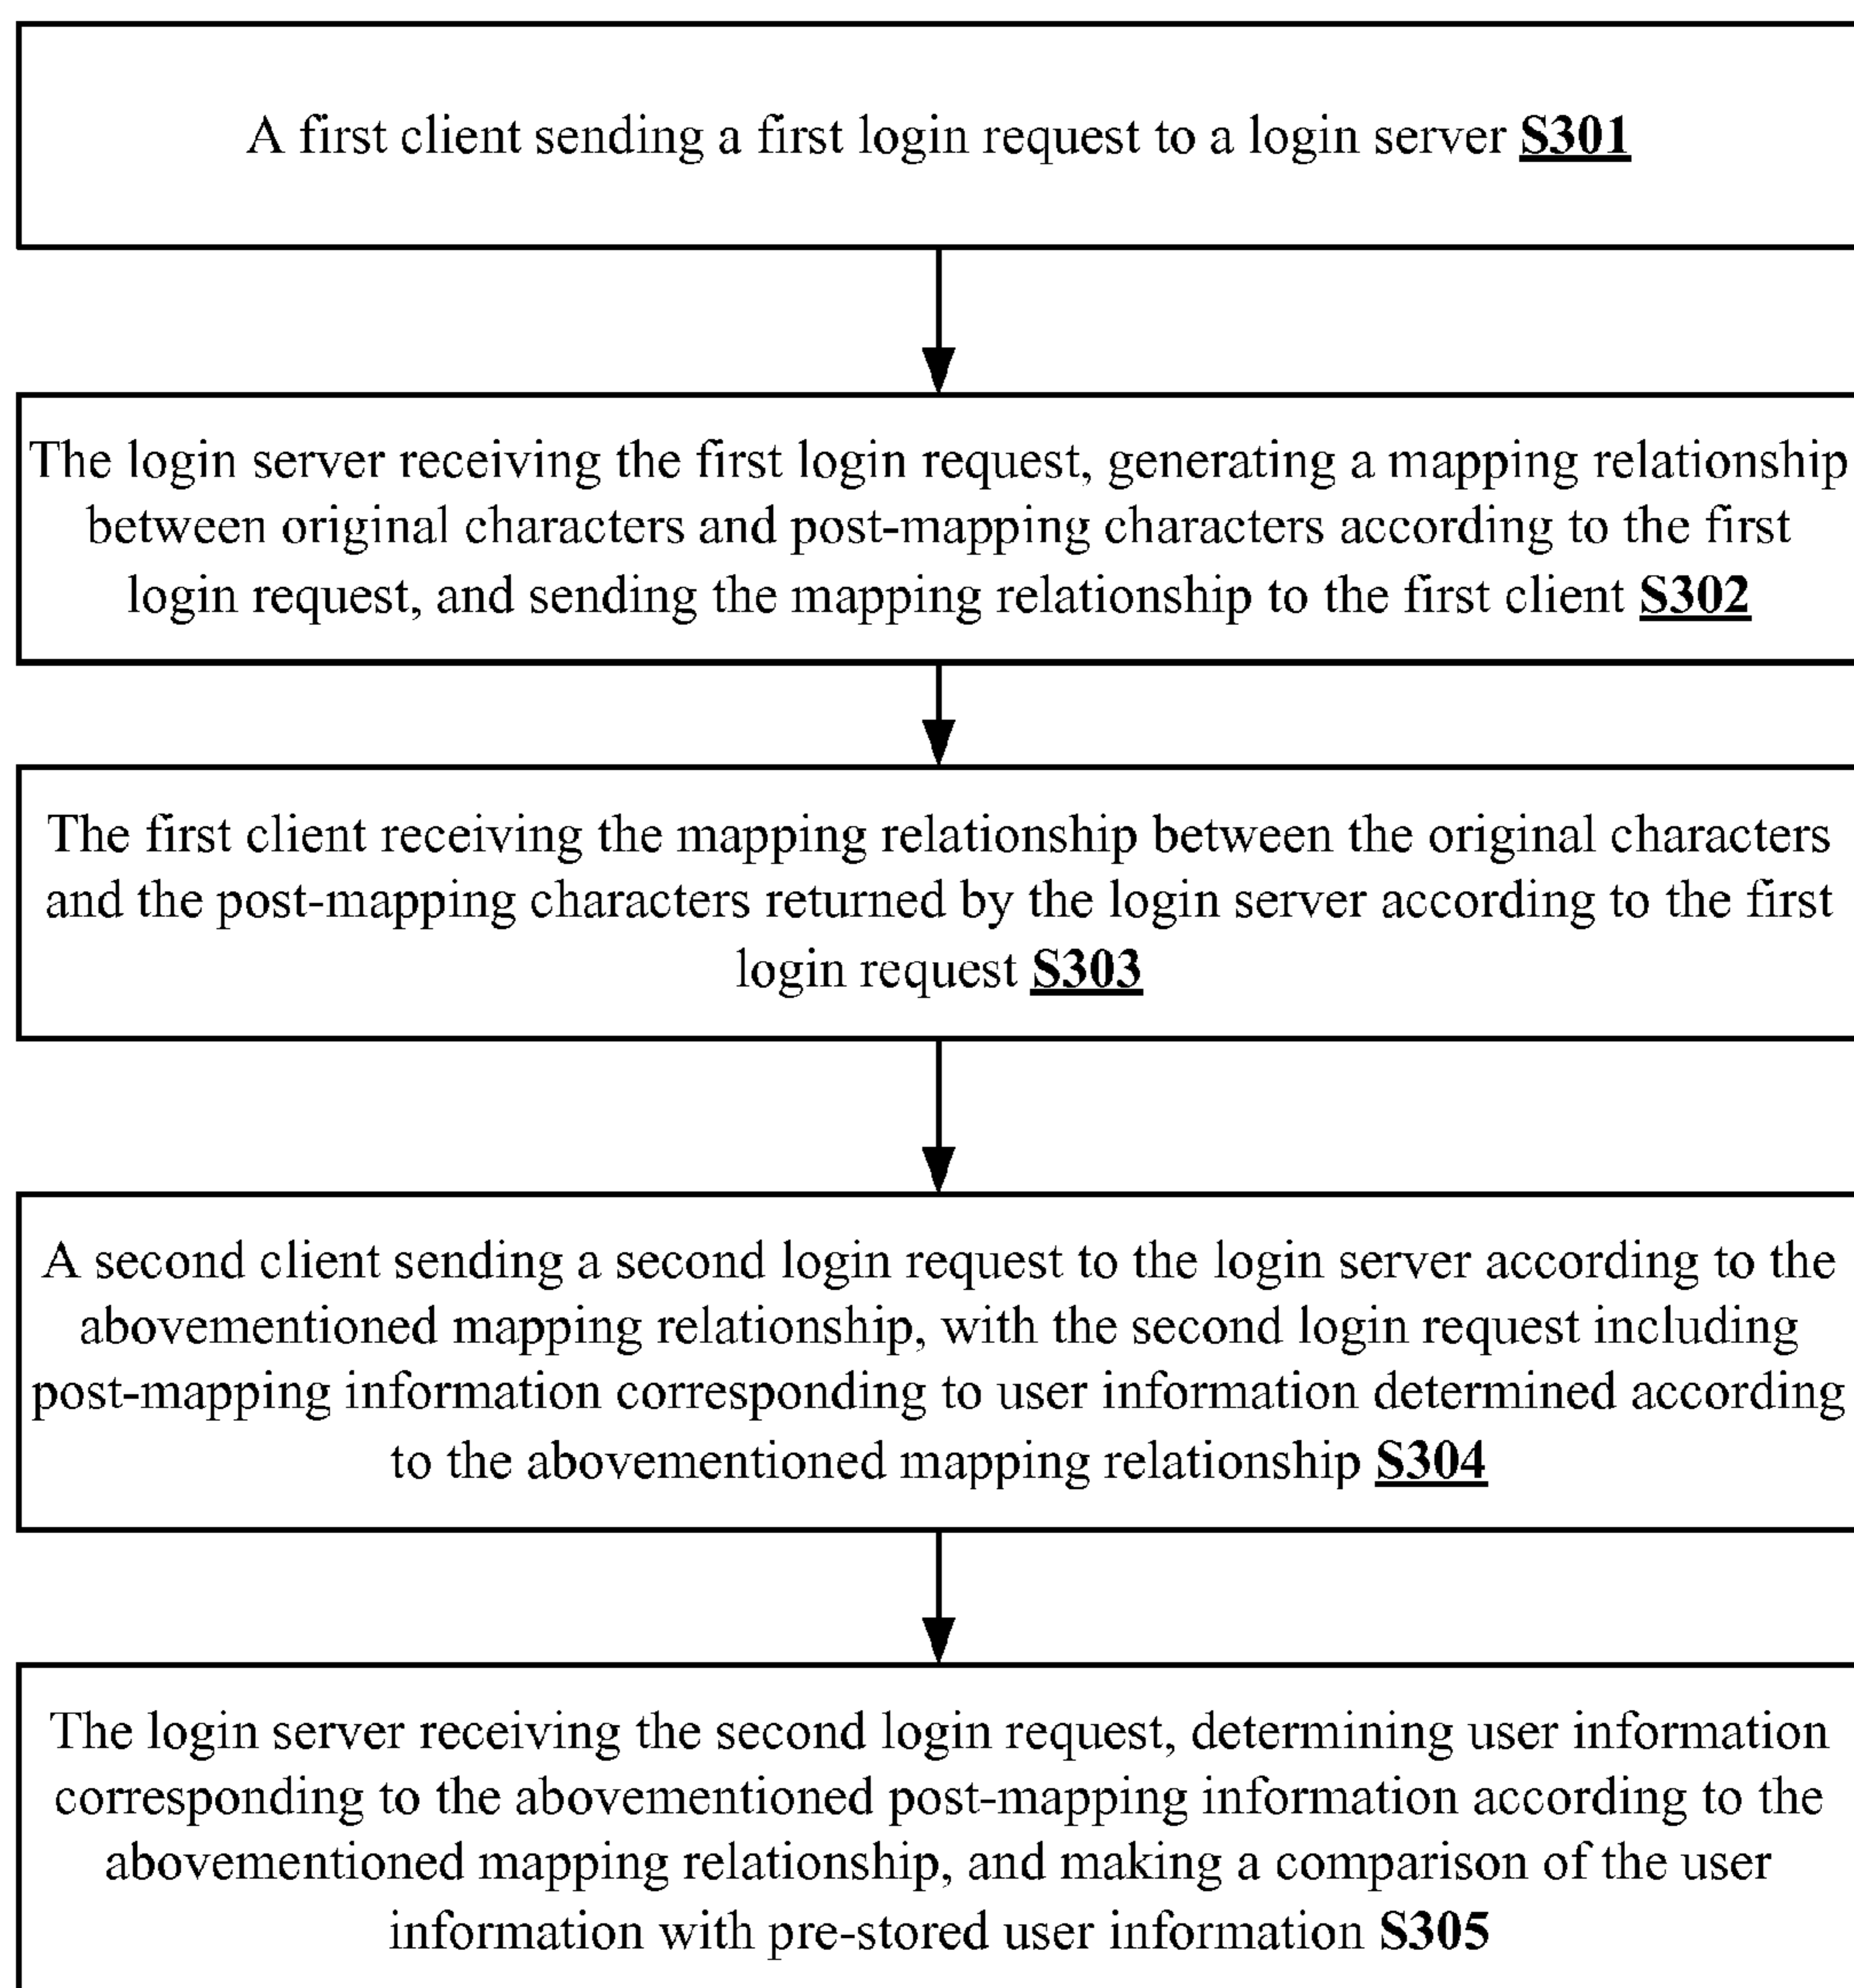 A first client sending a first login request to a login server S301
The login server receiving the first login request, generating a mapping relationship
between original characters and post-mapping characters according to the first
login request, and sending the mapping relationship to the first client S302
The first client receiving the mapping relationship between the original characters
and the post-mapping characters returned by the login server according to the first
login request S303
A second client sending a second login request to the login server according to the
abovementioned mapping relationship, with the second login request including
post-mapping information corresponding to user information determined according
to the abovementioned mapping relationship S304
The login server receiving the second login request, determining user information
corresponding to the abovementioned post-mapping information according to the
abovementioned mapping relationship, and making a comparison of the user
information with pre-stored user information S305